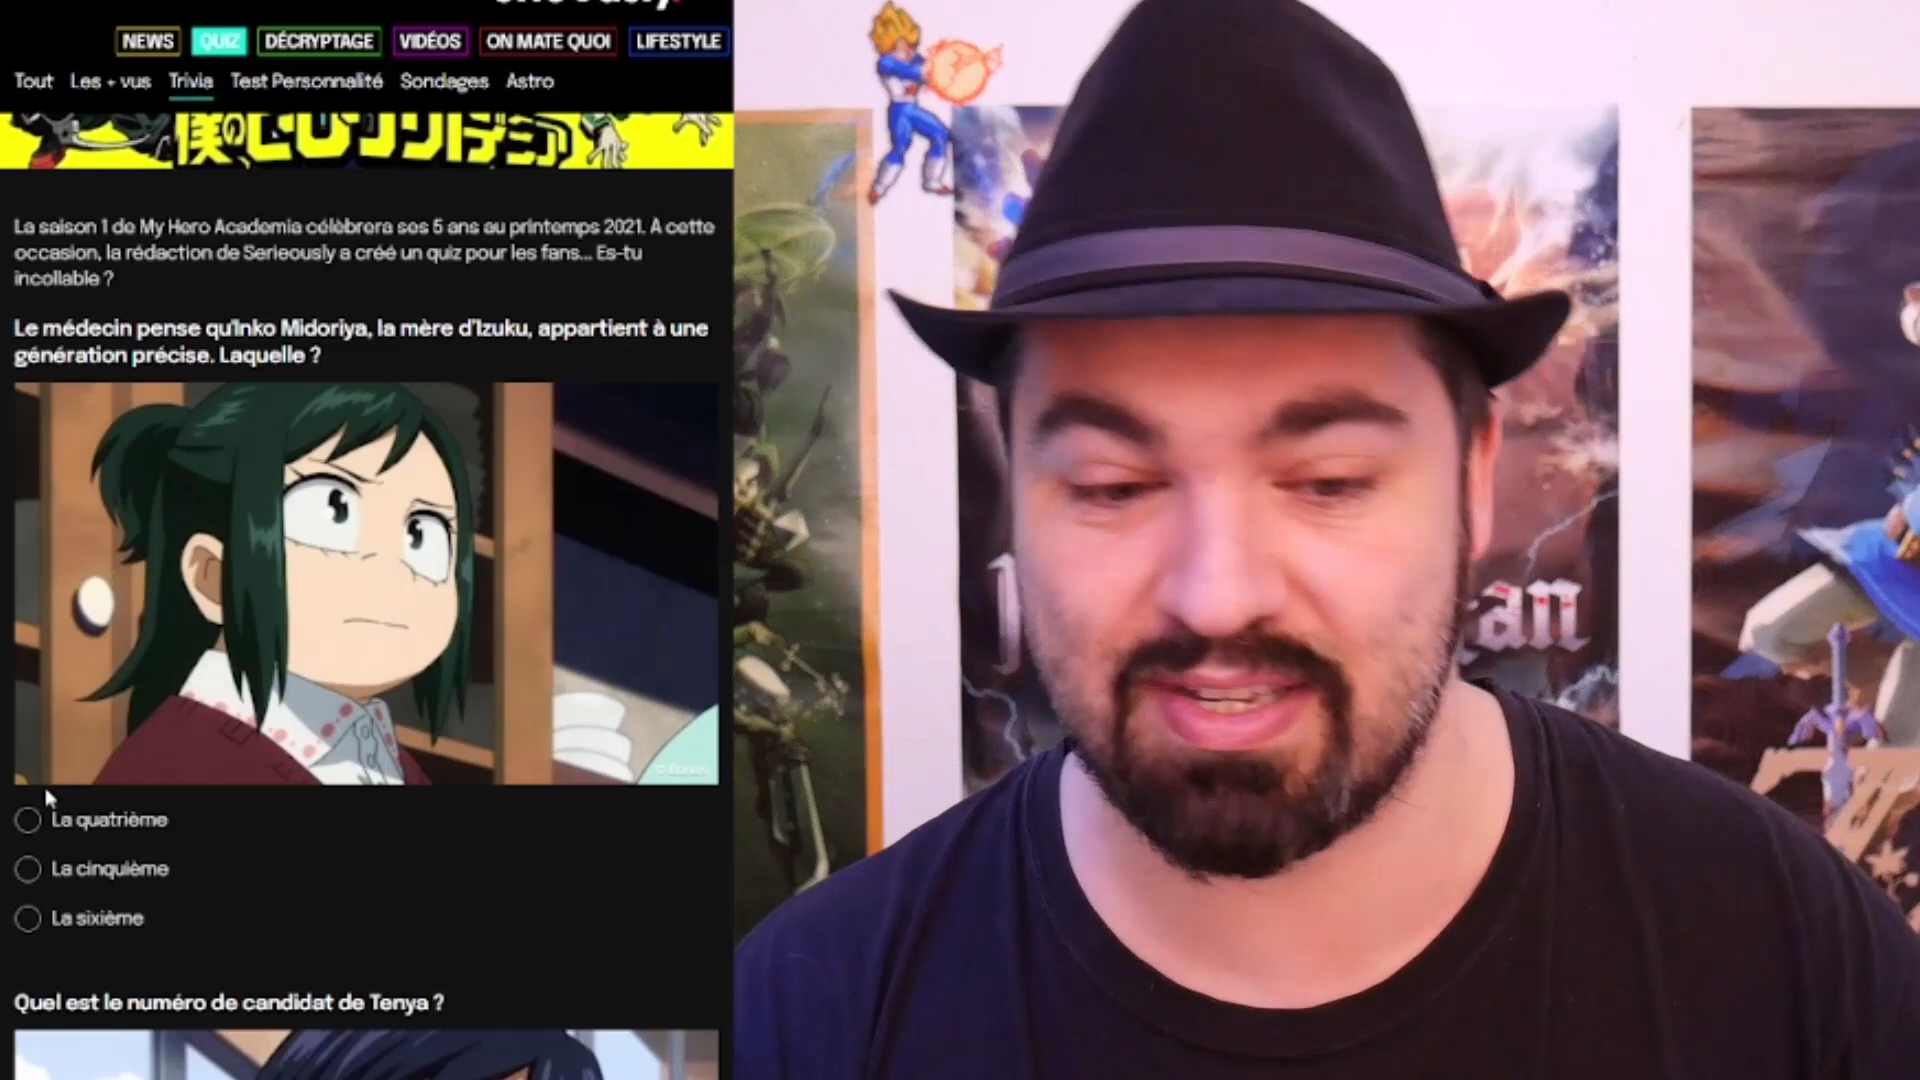 NEWS QUIZ DÉCRYPTAGE VIDÉOS ON MATE QUOI LIFESTYLE
Tout Les + vus Trivia Test Personnalité Sondages Astro
La saison 1 de My Hero Academia célèbrera ses 5 ans au printemps 2021. À cette
occasion, la rédaction de Serieously a créé un quiz pour les fans... Es-tu
incollable ?
Le médecin pense qu'Inko Midoriya, la mère d'Izuku, appartient à une
génération précise. Laquelle ?
© Bones
La quatrième
La cinquième
La sixième
Quel est le numéro de candidat de Tenya ?